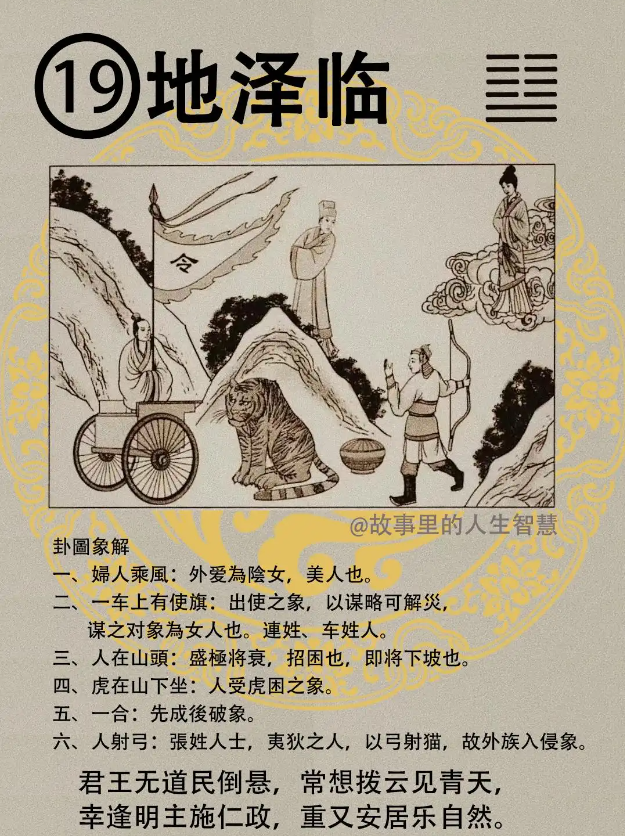 19 地泽临
令
@故事里的人生智慧
卦圖象解
一、婦人乘風：外爱為陰女，美人也。
二、一车上有使旗：出使之象，以谋略可解災，
谋之对象為女人也。連姓、车姓人。
三、人在山頭：盛極将衰，招困也，即将下坡也。
四、虎在山下坐：人受虎困之象。
五、一合：先成後破象。
六、人射弓：張姓人士，夷狄之人，以弓射猫，故外族入侵象。
君王无道民倒悬，常想拨云见青天，
幸逢明主施仁政，重又安居乐自然。